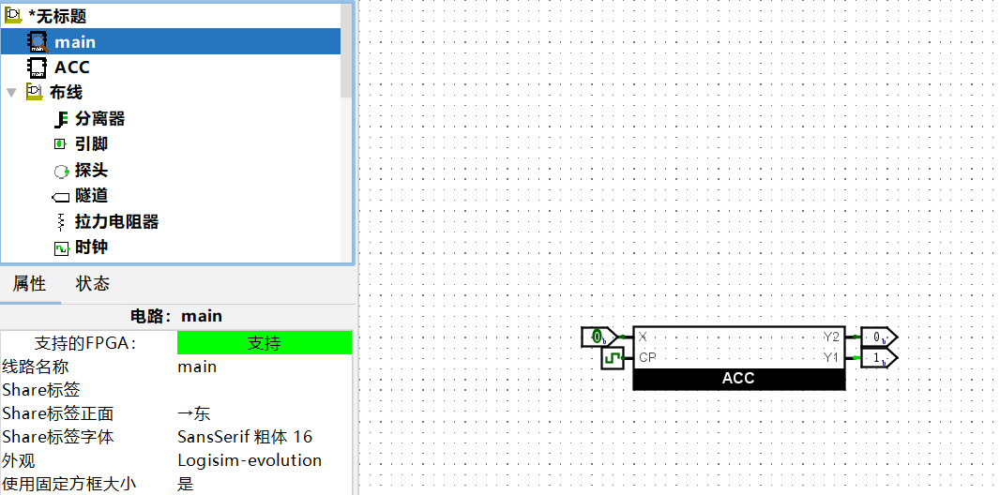 *无标题
main
ACC
布线
分离器
引脚
探头
隧道
拉力电阻器
时钟
属性 状态
电路：main
支持的FPGA： 支持
线路名称 main
Share标签
Share标签正面 →东
Share标签字体 SansSerif 粗体 16
外观 Logisim-evolution
使用固定方框大小 是
0b X Y2 0b
CP Y1 1b
ACC